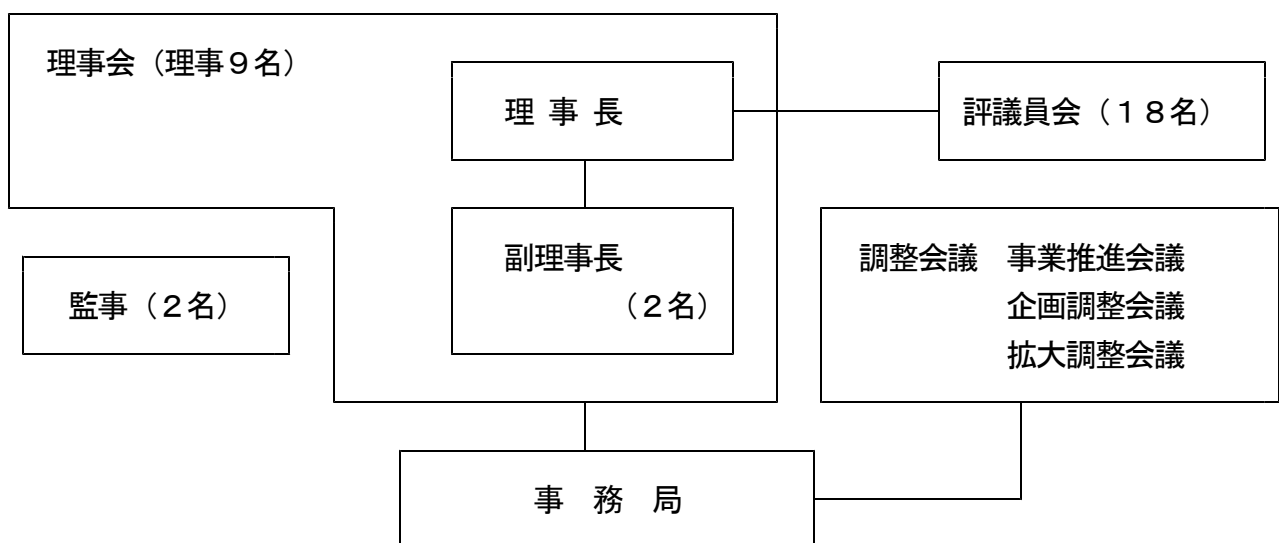 理事会（理事９名）
理 事 長
評議員会（１８名）
副理事長
（２名）
監事（２名）
調整会議　事業推進会議
企画調整会議
拡大調整会議
事　務　局